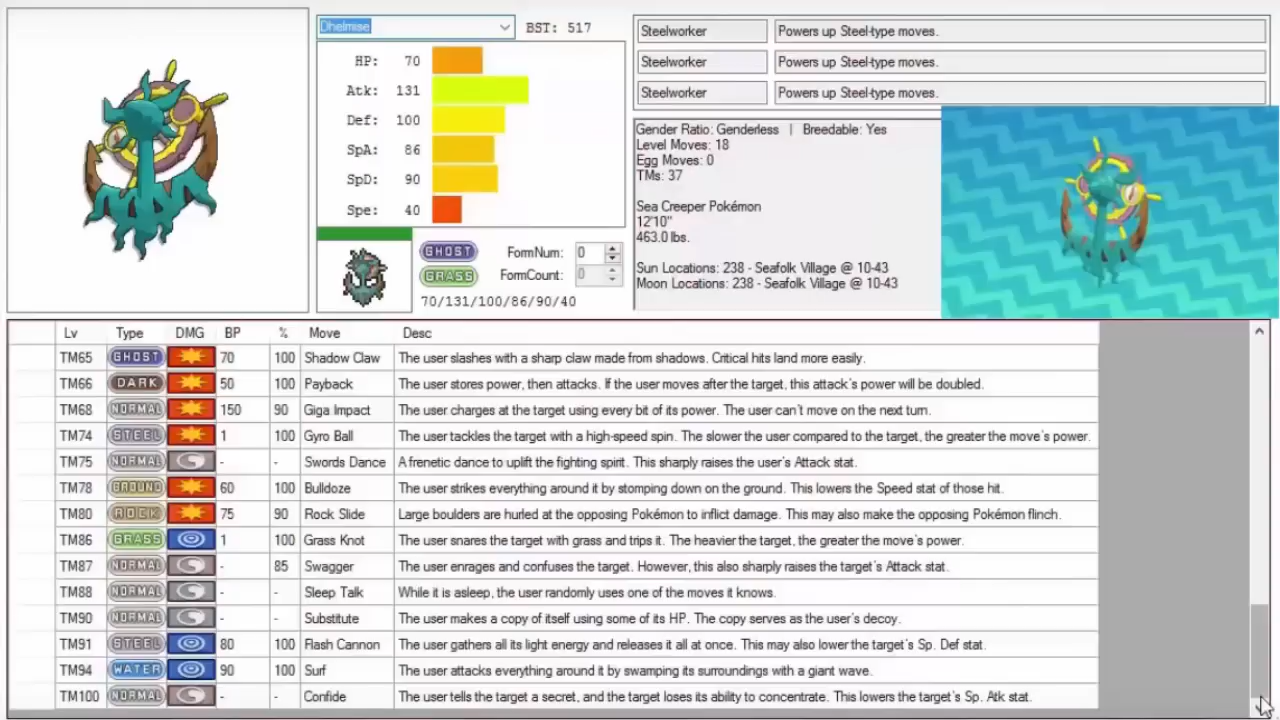 Dhelmise BST: 517
HP: 70
Atk: 131
Def: 100
SpA: 86
SpD: 90
Spe: 40
GHOST FormNum: 0
GRASS FormCount: 0
70/131/100/86/90/40
Steelworker Powers up Steel-type moves.
Steelworker Powers up Steel-type moves.
Steelworker Powers up Steel-type moves.
Gender Ratio: Genderless | Breedable: Yes
Level Moves: 18
Egg Moves: 0
TMs: 37
Sea Creeper Pokémon
12'10"
463.0 lbs.
Sun Locations: 238 - Seafolk Village @ 10-43
Moon Locations: 238 - Seafolk Village @ 10-43
Lv Type DMG BP % Move Desc
TM65 GHOST 70 100 Shadow Claw The user slashes with a sharp claw made from shadows. Critical hits land more easily.
TM66 DARK 50 100 Payback The user stores power, then attacks. If the user moves after the target, this attack's power will be doubled.
TM68 NORMAL 150 90 Giga Impact The user charges at the target using every bit of its power. The user can't move on the next turn.
TM74 STEEL 1 100 Gyro Ball The user tackles the target with a high-speed spin. The slower the user compared to the target, the greater the move's power.
TM75 NORMAL - - Swords Dance A frenetic dance to uplift the fighting spirit. This sharply raises the user's Attack stat.
TM78 GROUND 60 100 Bulldoze The user strikes everything around it by stomping down on the ground. This lowers the Speed stat of those hit.
TM80 ROCK 75 90 Rock Slide Large boulders are hurled at the opposing Pokémon to inflict damage. This may also make the opposing Pokémon flinch.
TM86 GRASS 1 100 Grass Knot The user snares the target with grass and trips it. The heavier the target, the greater the move's power.
TM87 NORMAL - 85 Swagger The user enrages and confuses the target. However, this also sharply raises the target's Attack stat.
TM88 NORMAL - - Sleep Talk While it is asleep, the user randomly uses one of the moves it knows.
TM90 NORMAL - - Substitute The user makes a copy of itself using some of its HP. The copy serves as the user's decoy.
TM91 STEEL 80 100 Flash Cannon The user gathers all its light energy and releases it all at once. This may also lower the target's Sp. Def stat.
TM94 WATER 90 100 Surf The user attacks everything around it by swamping its surroundings with a giant wave.
TM100 NORMAL - - Confide The user tells the target a secret, and the target loses its ability to concentrate. This lowers the target's Sp. Atk stat.